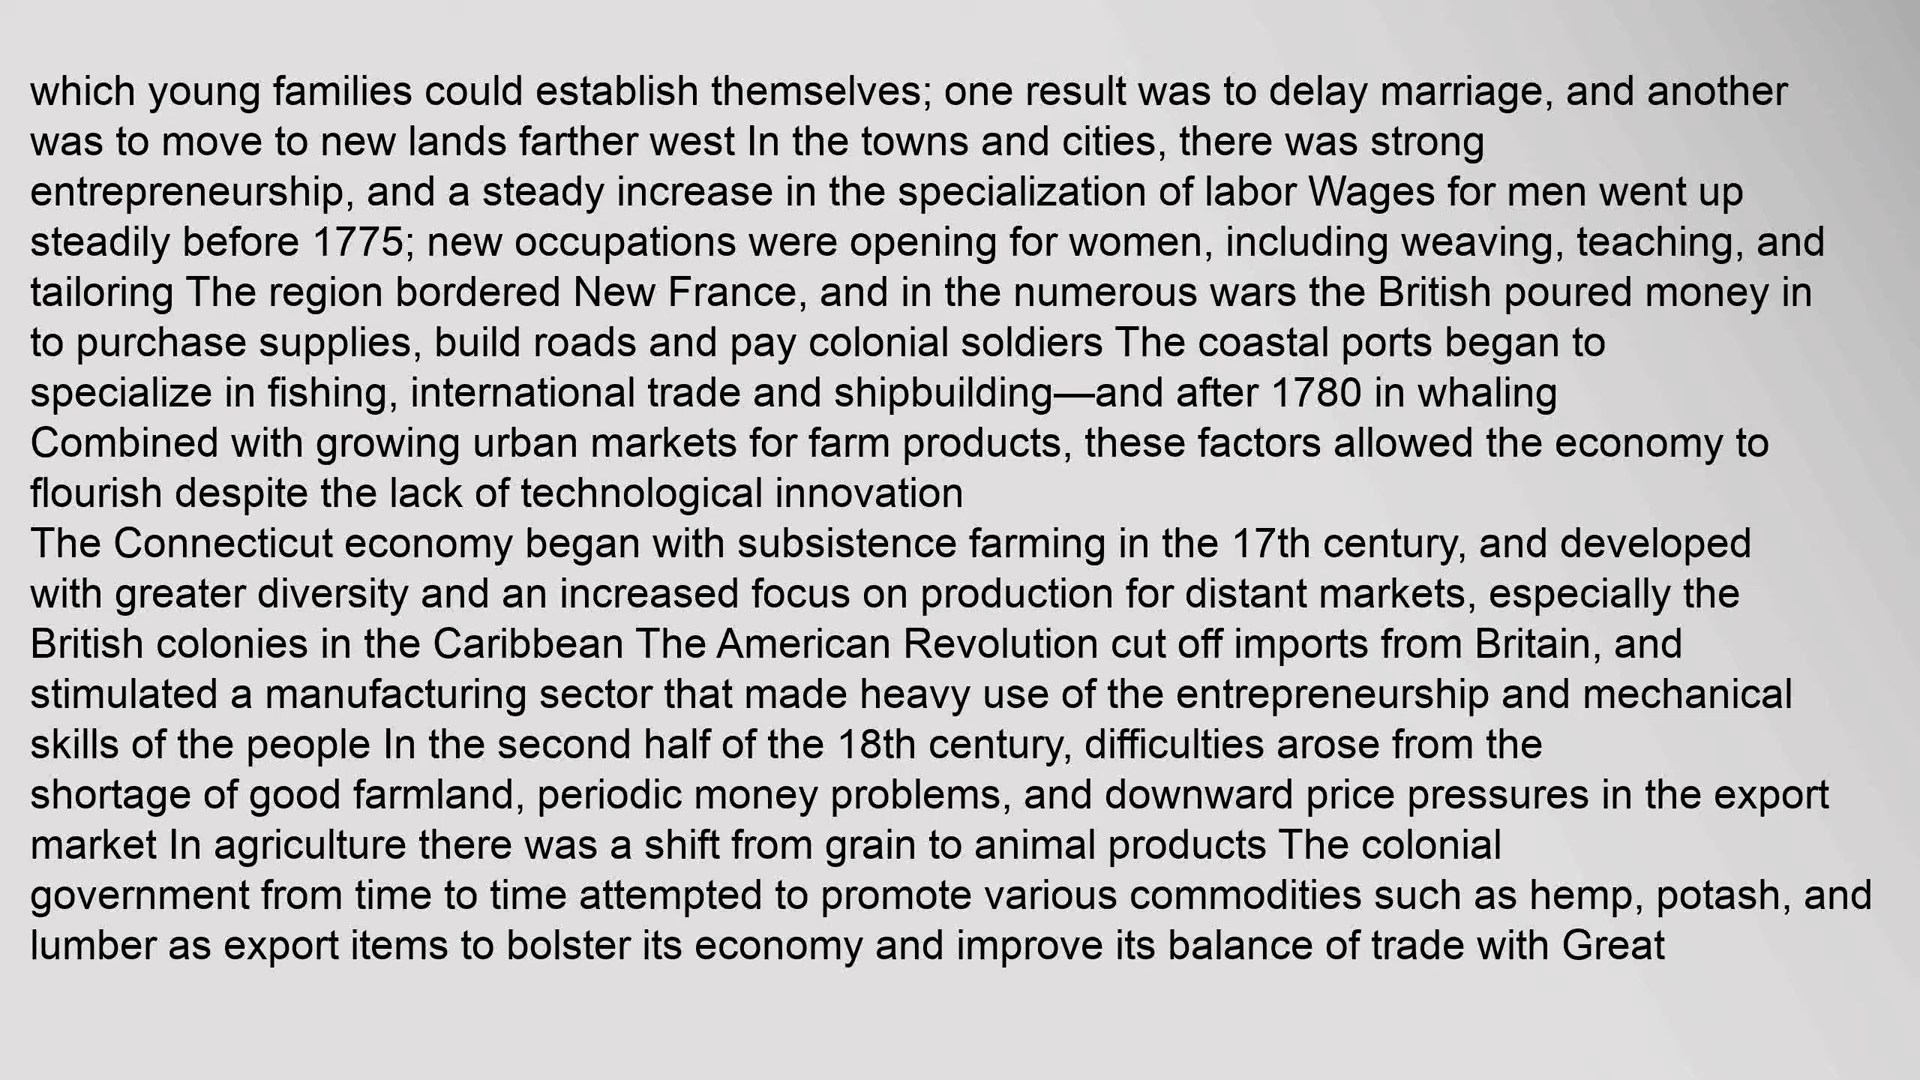 which young families could establish themselves; one result was to delay marriage, and another
was to move to new lands farther west In the towns and cities, there was strong
entrepreneurship, and a steady increase in the specialization of labor Wages for men went up
steadily before 1775; new occupations were opening for women, including weaving, teaching, and
tailoring The region bordered New France, and in the numerous wars the British poured money in
to purchase supplies, build roads and pay colonial soldiers The coastal ports began to
specialize in fishing, international trade and shipbuilding—and after 1780 in whaling
Combined with growing urban markets for farm products, these factors allowed the economy to
flourish despite the lack of technological innovation
The Connecticut economy began with subsistence farming in the 17th century, and developed
with greater diversity and an increased focus on production for distant markets, especially the
British colonies in the Caribbean The American Revolution cut off imports from Britain, and
stimulated a manufacturing sector that made heavy use of the entrepreneurship and mechanical
skills of the people In the second half of the 18th century, difficulties arose from the
shortage of good farmland, periodic money problems, and downward price pressures in the export
market In agriculture there was a shift from grain to animal products The colonial
government from time to time attempted to promote various commodities such as hemp, potash, and
lumber as export items to bolster its economy and improve its balance of trade with Great